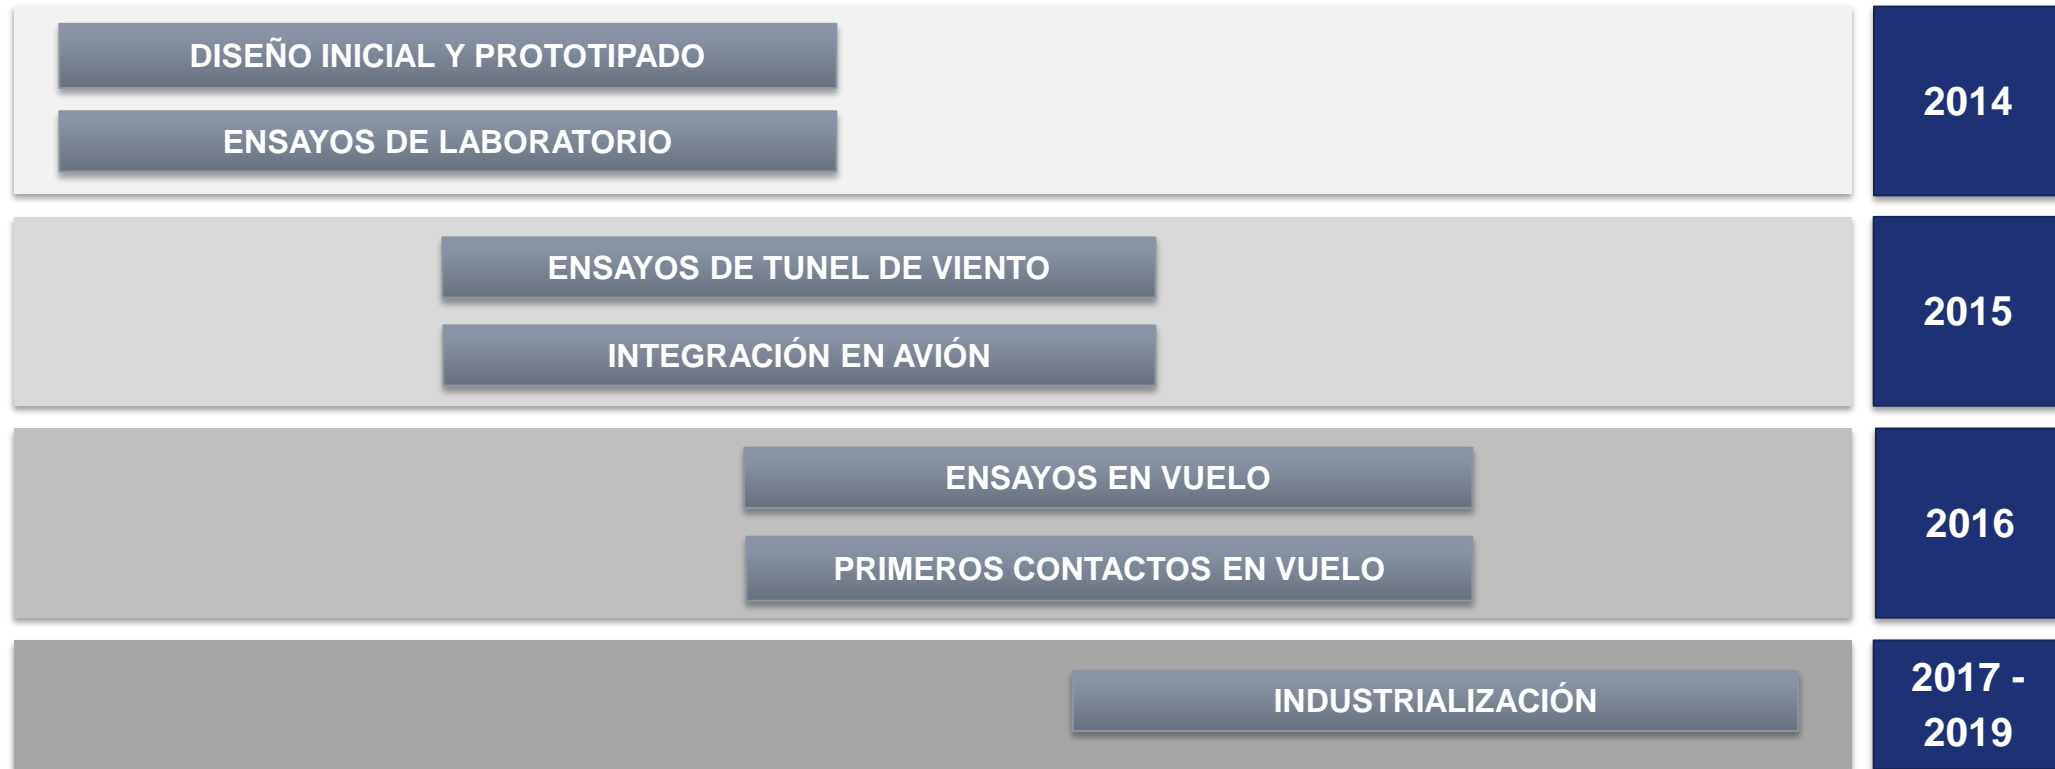 DISEÑO INICIAL Y PROTOTIPADO
ENSAYOS DE LABORATORIO
2014
ENSAYOS DE TUNEL DE VIENTO
INTEGRACIÓN EN AVIÓN
2015
ENSAYOS EN VUELO
PRIMEROS CONTACTOS EN VUELO
2016
INDUSTRIALIZACIÓN
2017 -
2019